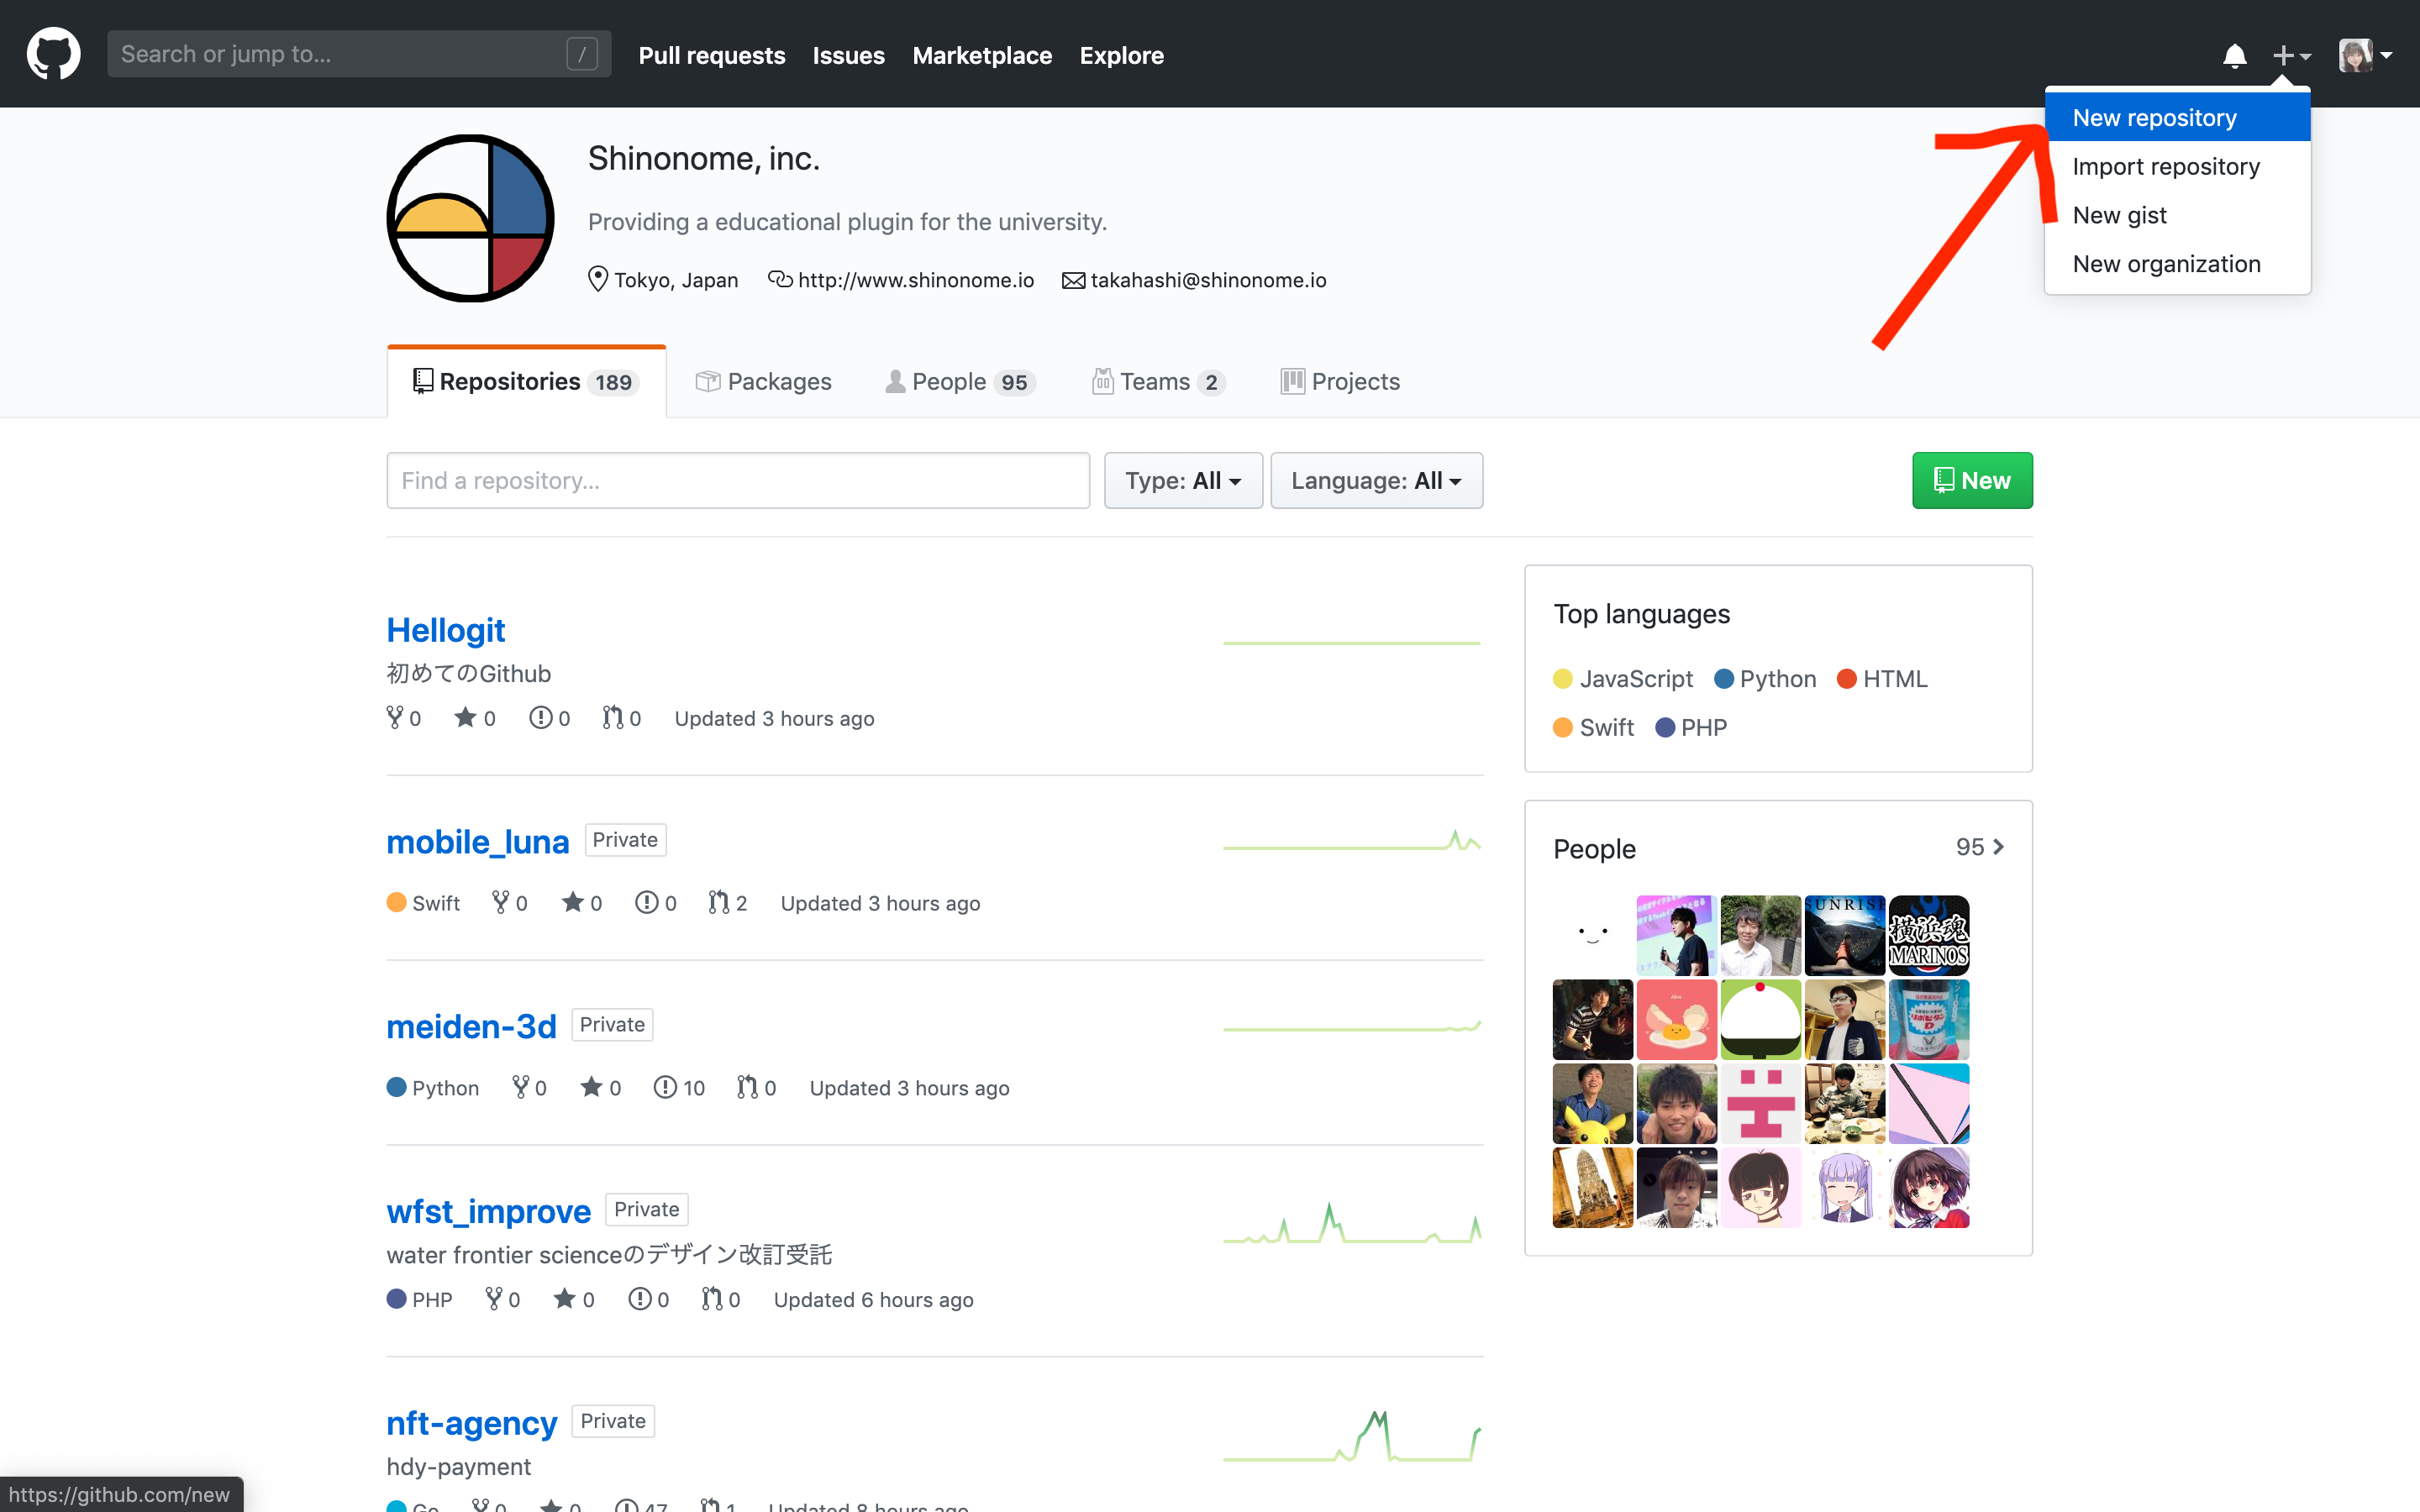 Search or jump to... /
Pull requests Issues Marketplace Explore
New repository
Import repository
New gist
New organization
Shinonome, inc.
Providing a educational plugin for the university.
Tokyo, Japan http://www.shinonome.io takahashi@shinonome.io
Repositories 189 Packages People 95 Teams 2 Projects
Find a repository... Type: All Language: All New
Hellogit
初めてのGithub
0 0 0 0 Updated 3 hours ago
mobile_luna Private
Swift 0 0 0 2 Updated 3 hours ago
meiden-3d Private
Python 0 0 10 0 Updated 3 hours ago
wfst_improve Private
water frontier scienceのデザイン改訂受託
PHP 0 0 0 0 Updated 6 hours ago
nft-agency Private
hdy-payment
Go 0 0 47 1 Updated 8 hours ago
Top languages
JavaScript Python HTML
Swift PHP
People 95
SUNRISE
横浜魂
MARINOS
リポビタン
D
https://github.com/new